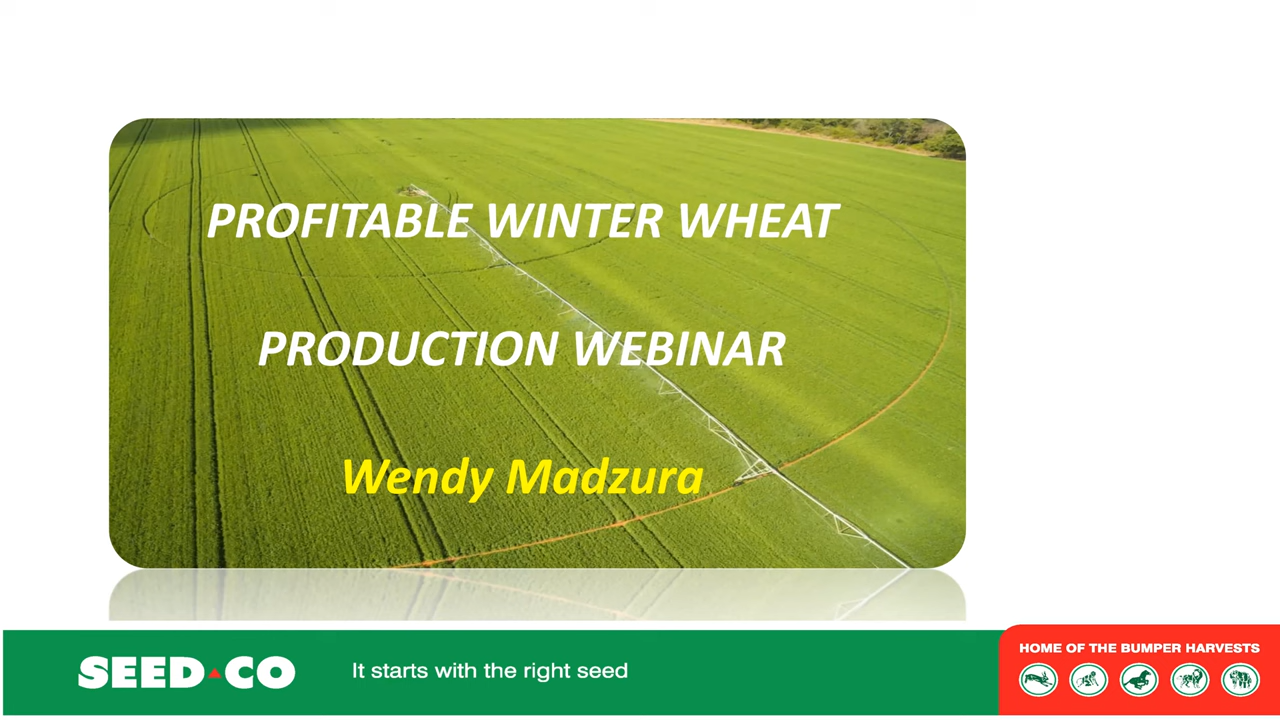 PROFITABLE WINTER WHEAT
PRODUCTION WEBINAR
Wendy Madzura
SEED CO
It starts with the right seed
HOME OF THE BUMPER HARVESTS